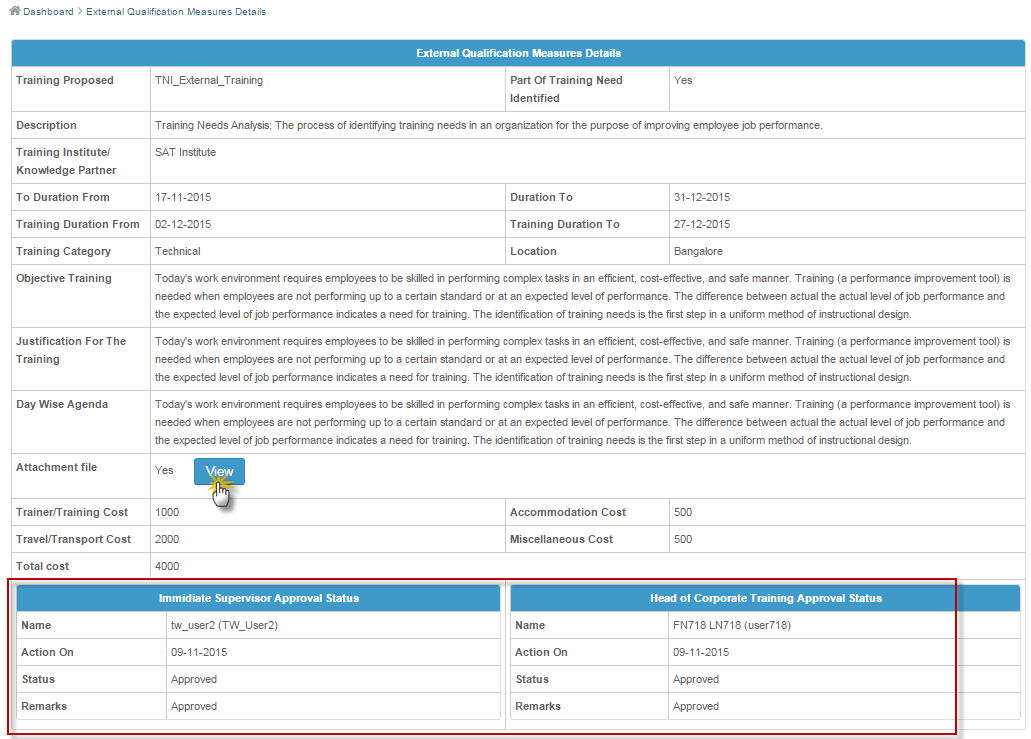 Dashboard > External Qualification Measures Details
External Qualification Measures Details
Training Proposed TNI_External_Training Part Of Training Need
Identified Yes
Description Training Needs Analysis: The process of identifying training needs in an organization for the purpose of improving employee job performance.
Training Institute/
Knowledge Partner SAT Institute
To Duration From 17-11-2015 Duration To 31-12-2015
Training Duration From 02-12-2015 Training Duration To 27-12-2015
Training Category Technical Location Bangalore
Objective Training Today's work environment requires employees to be skilled in performing complex tasks in an efficient, cost-effective, and safe manner. Training (a performance improvement tool) is
needed when employees are not performing up to a certain standard or at an expected level of performance. The difference between actual the actual level of job performance and
the expected level of job performance indicates a need for training. The identification of training needs is the first step in a uniform method of instructional design.
Justification For The
Training Today's work environment requires employees to be skilled in performing complex tasks in an efficient, cost-effective, and safe manner. Training (a performance improvement tool) is
needed when employees are not performing up to a certain standard or at an expected level of performance. The difference between actual the actual level of job performance and
the expected level of job performance indicates a need for training. The identification of training needs is the first step in a uniform method of instructional design.
Day Wise Agenda Today's work environment requires employees to be skilled in performing complex tasks in an efficient, cost-effective, and safe manner. Training (a performance improvement tool) is
needed when employees are not performing up to a certain standard or at an expected level of performance. The difference between actual the actual level of job performance and
the expected level of job performance indicates a need for training. The identification of training needs is the first step in a uniform method of instructional design.
Attachment file Yes View
Trainer/Training Cost 1000 Accommodation Cost 500
Travel/Transport Cost 2000 Miscellaneous Cost 500
Total cost 4000
Immidiate Supervisor Approval Status
Name tw_user2 (TW_User2)
Action On 09-11-2015
Status Approved
Remarks Approved
Head of Corporate Training Approval Status
Name FN718 LN718 (user718)
Action On 09-11-2015
Status Approved
Remarks Approved